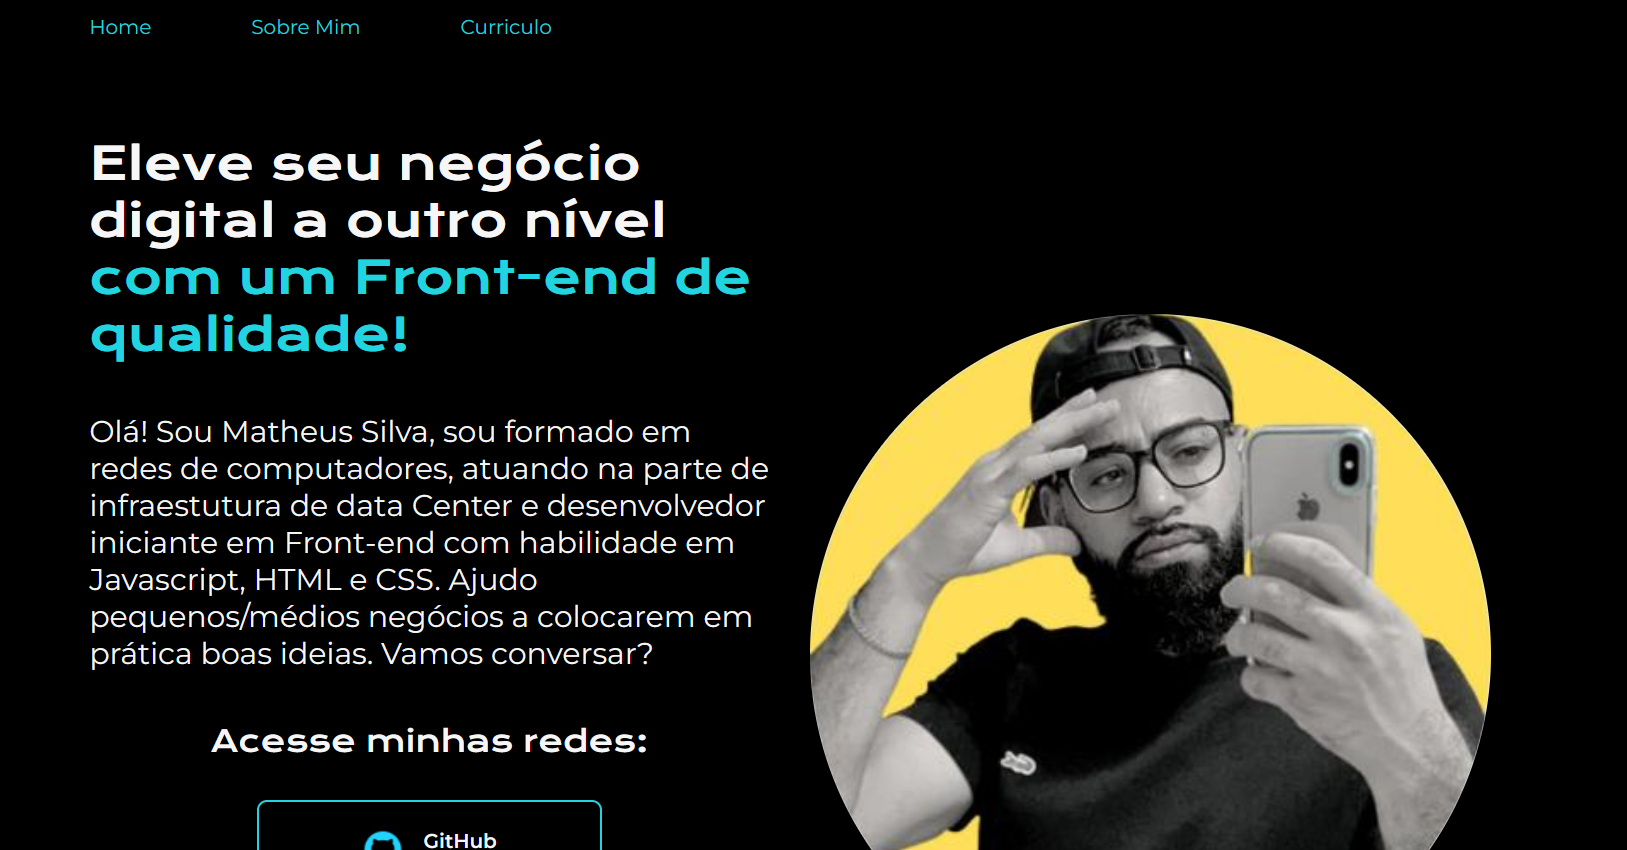 Home Sobre Mim Curriculo
Eleve seu negócio
digital a outro nível
com um Front-end de
qualidade!
Olá! Sou Matheus Silva, sou formado em
redes de computadores, atuando na parte de
infraestutura de data Center e desenvolvedor
iniciante em Front-end com habilidade em
Javascript, HTML e CSS. Ajudo
pequenos/médios negócios a colocarem em
prática boas ideias. Vamos conversar?
Acesse minhas redes:
GitHub